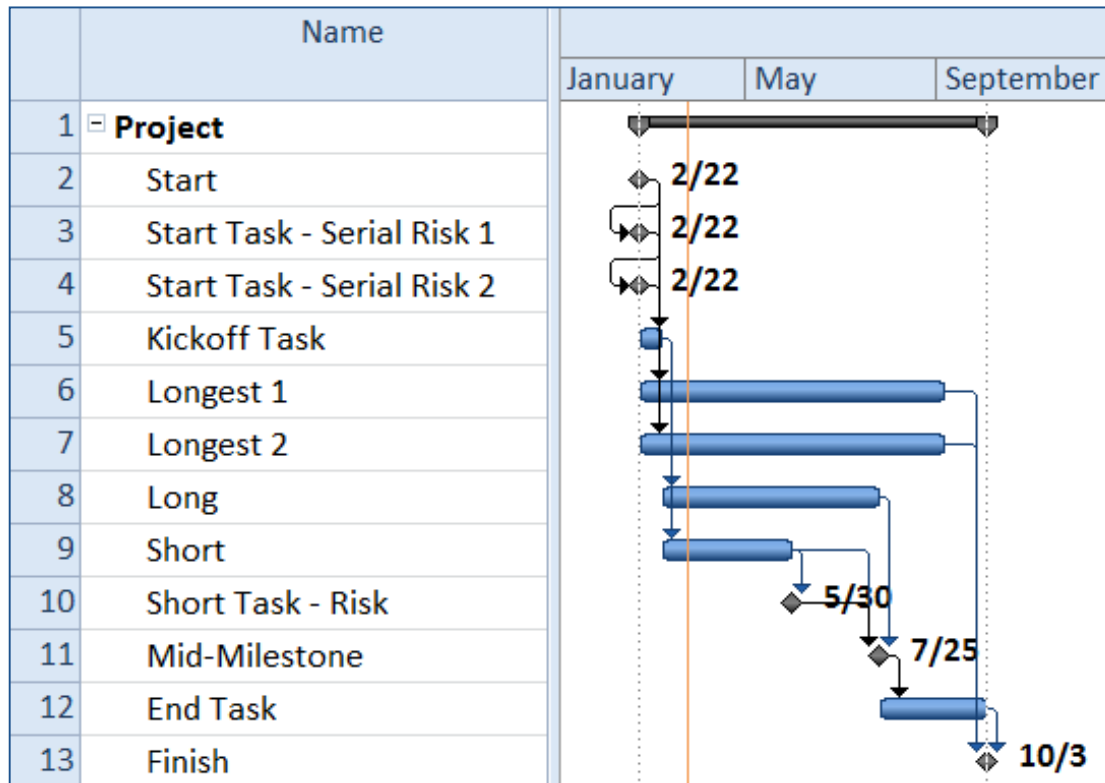 Name
January May September
1 Project
2 Start 2/22
3 Start Task - Serial Risk 1 2/22
4 Start Task - Serial Risk 2 2/22
5 Kickoff Task
6 Longest 1
7 Longest 2
8 Long
9 Short
10 Short Task - Risk 5/30
11 Mid-Milestone 7/25
12 End Task
13 Finish 10/3